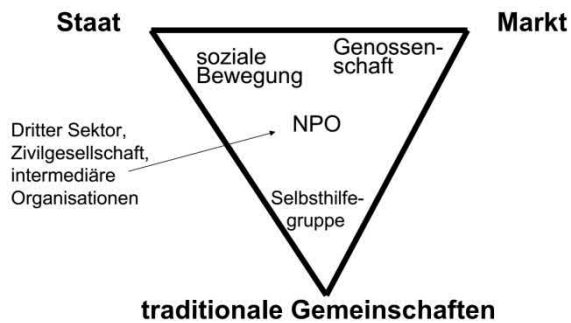 Staat
Markt
soziale
Bewegung
Genossen-
schaft
NPO
Dritter Sektor,
Zivilgesellschaft,
intermediäre
Organisationen
Selbsthilfe-
gruppe
traditionale Gemeinschaften